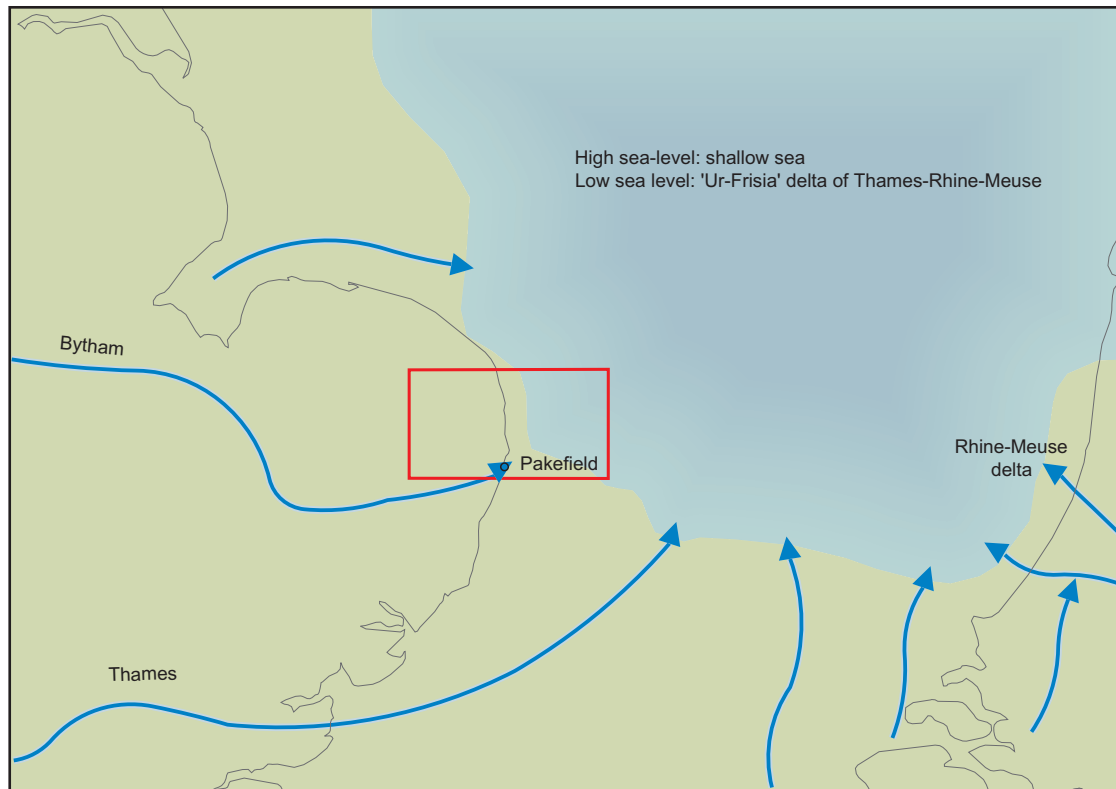 High sea-level: shallow sea
Low sea level: 'Ur-Frisia' delta of Thames-Rhine-Meuse
Bytham
Pakefield
Rhine-Meuse
delta
Thames